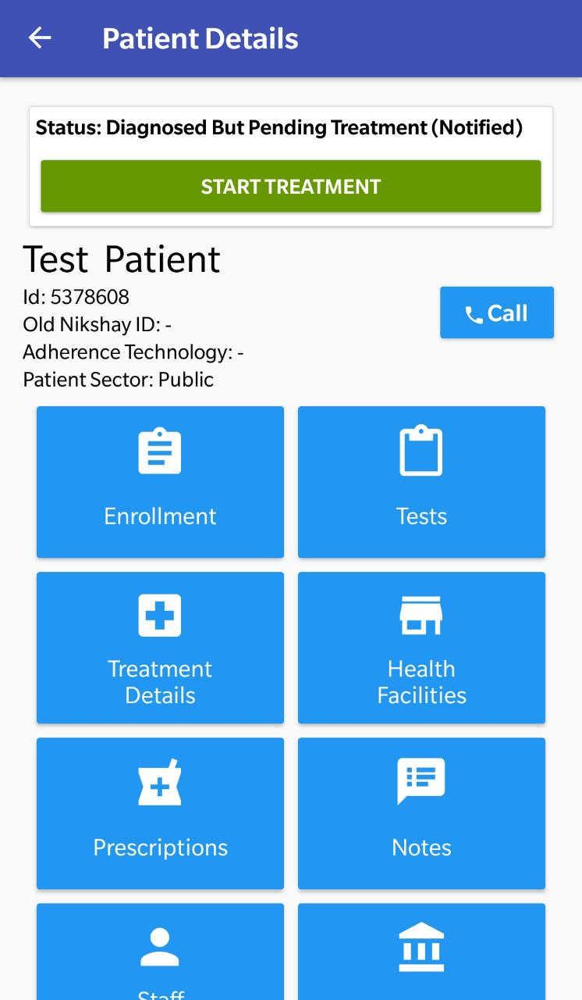 Patient Details
Status: Diagnosed But Pending Treatment (Notified)
START TREATMENT
Test Patient
Id: 5378608
Old Nikshay ID: -
Call
Adherence Technology: -
Patient Sector: Public
Enrollment
Tests
Treatment
Details
Health
Facilities
Prescriptions
Notes
Staff